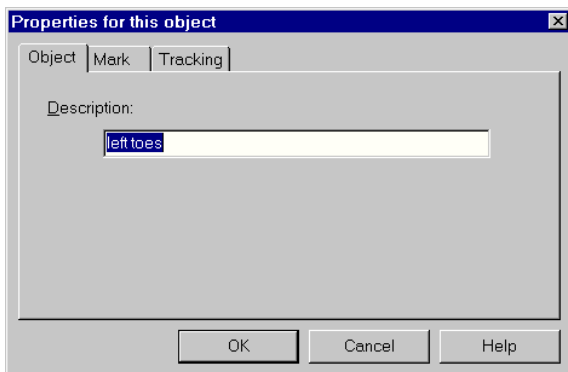 Properties for this object
Object Mark Tracking
Description:
left toes
OK Cancel Help